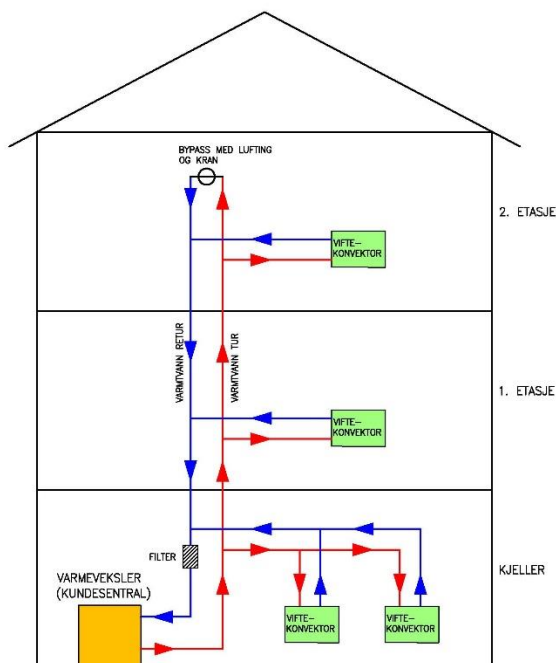 BYPASS MED LUFTING
OG KRAN
2. ETASJE
VIFTE-
KONVEKTOR
VARMTVANN RETUR
VARMTVANN TUR
1. ETASJE
VIFTE-
KONVEKTOR
FILTER
KJELLER
VARMEVEKSLER
(KUNDESENTRAL)
VIFTE-
KONVEKTOR
VIFTE-
KONVEKTOR